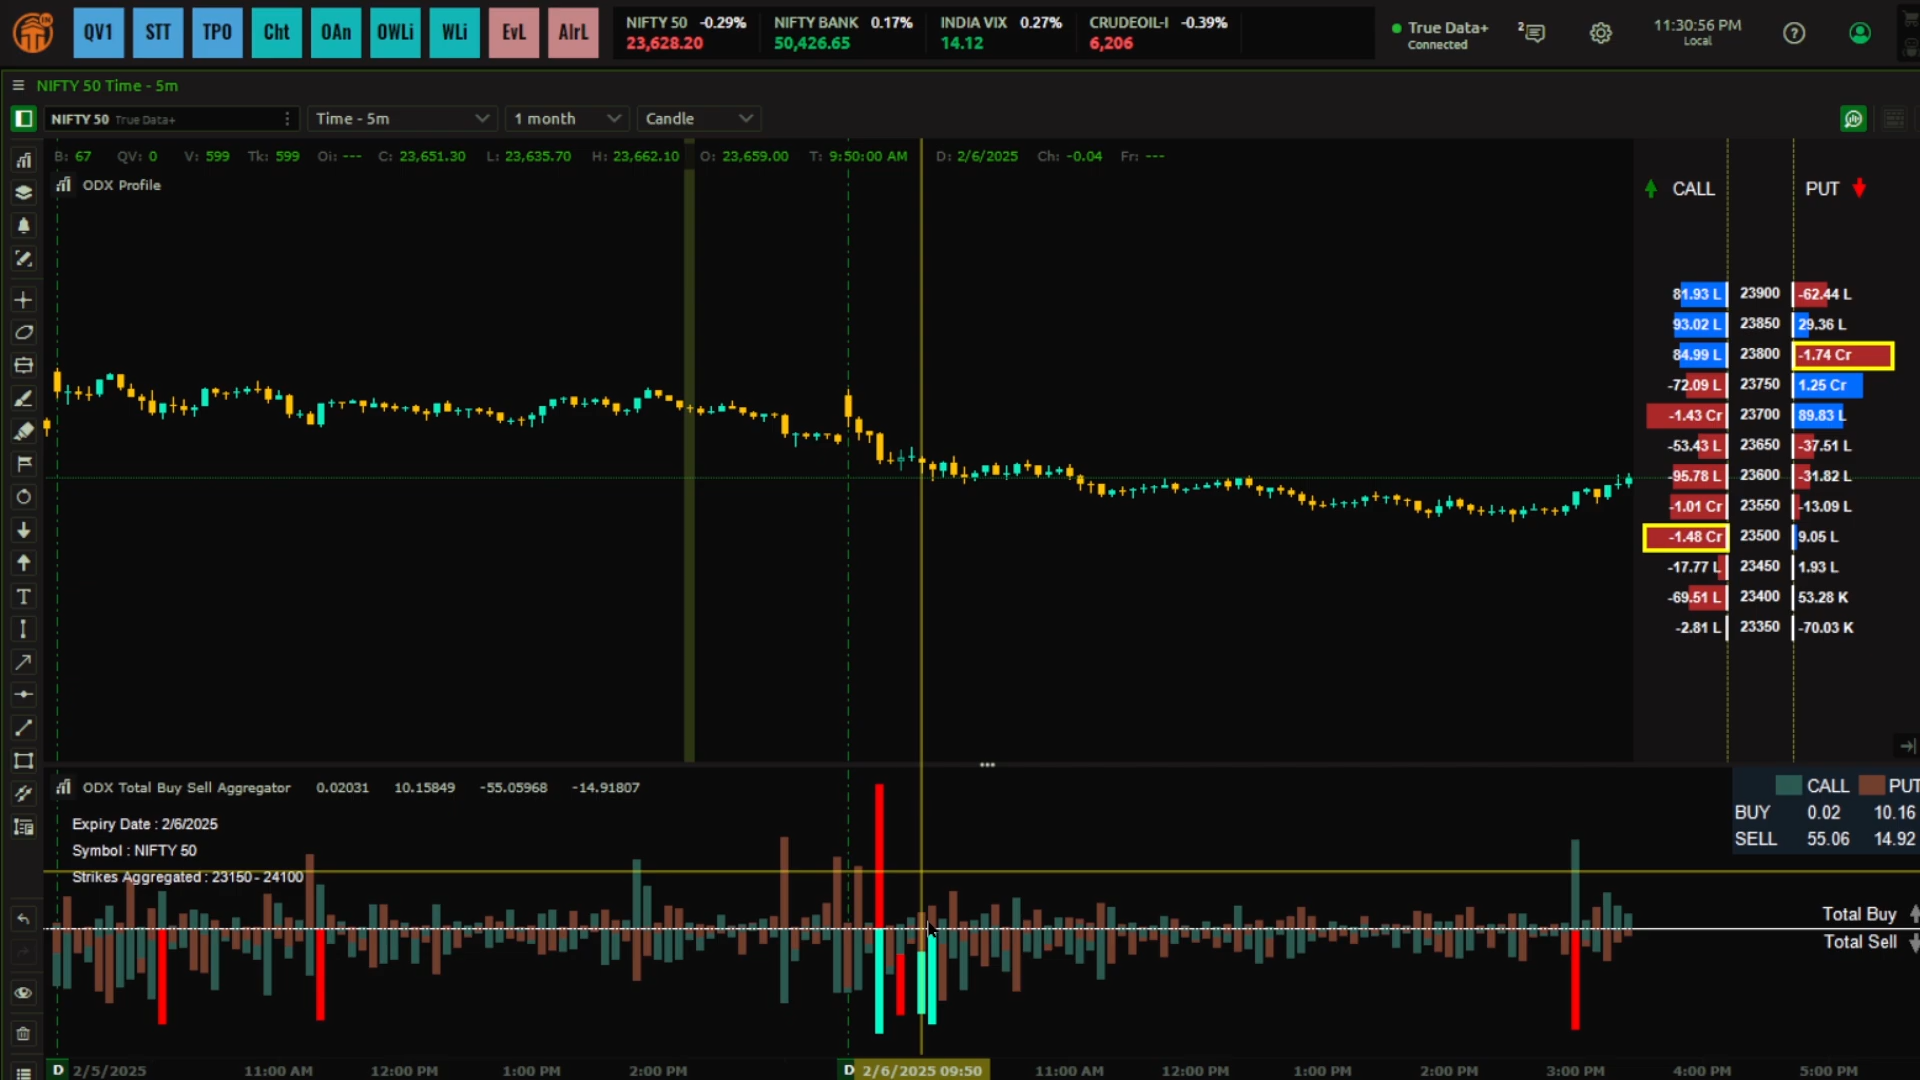 IN
QV1 STT TPO Cht OAn OWLi WLi EvL AlrL
NIFTY 50 -0.29% NIFTY BANK 0.17% INDIA VIX 0.27% CRUDEOIL-I -0.39%
23,628.20 50,426.65 14.12 6,206
True Data+
Connected
2
11:30:56 PM
Local
?
NIFTY 50 Time - 5m
NIFTY 50 True Data+ Time - 5m 1 month Candle
B: 67 QV: 0 V: 599 Tk: 599 Oi: --- C: 23,651.30 L: 23,635.70 H: 23,662.10 O: 23,659.00 T: 9:50:00 AM D: 2/6/2025 Ch: -0.04 Fr: ---
ODX Profile
CALL PUT
81.93 L 23900 -62.44 L
93.02 L 23850 29.36 L
84.99 L 23800 -1.74 Cr
-72.09 L 23750 1.25 Cr
-1.43 Cr 23700 89.83 L
-53.43 L 23650 -37.51 L
-95.78 L 23600 -31.82 L
-1.01 Cr 23550 -13.09 L
-1.48 Cr 23500 9.05 L
-17.77 L 23450 1.93 L
-69.51 L 23400 53.28 K
-2.81 L 23350 -70.03 K
T
ODX Total Buy Sell Aggregator 0.02031 10.15849 -55.05968 -14.91807
Expiry Date : 2/6/2025
Symbol : NIFTY 50
Strikes Aggregated : 23150 - 24100
CALL PUT
BUY 0.02 10.16
SELL 55.06 14.92
Total Buy
Total Sell
D 2/5/2025 11:00 AM 12:00 PM 1:00 PM 2:00 PM D 2/6/2025 09:50 11:00 AM 12:00 PM 1:00 PM 2:00 PM 3:00 PM 4:00 PM 5:00 PM